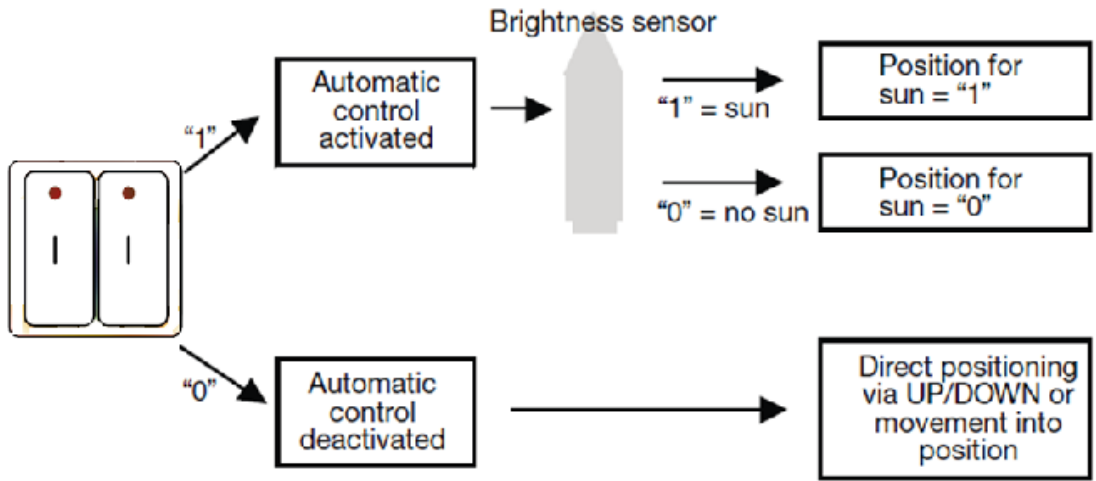 Brightness sensor
Automatic
control
activated
"1"
"1" = sun
Position for
sun = "1"
"0" = no sun
Position for
sun = "0"
"0"
Automatic
control
deactivated
Direct positioning
via UP/DOWN or
movement into
position